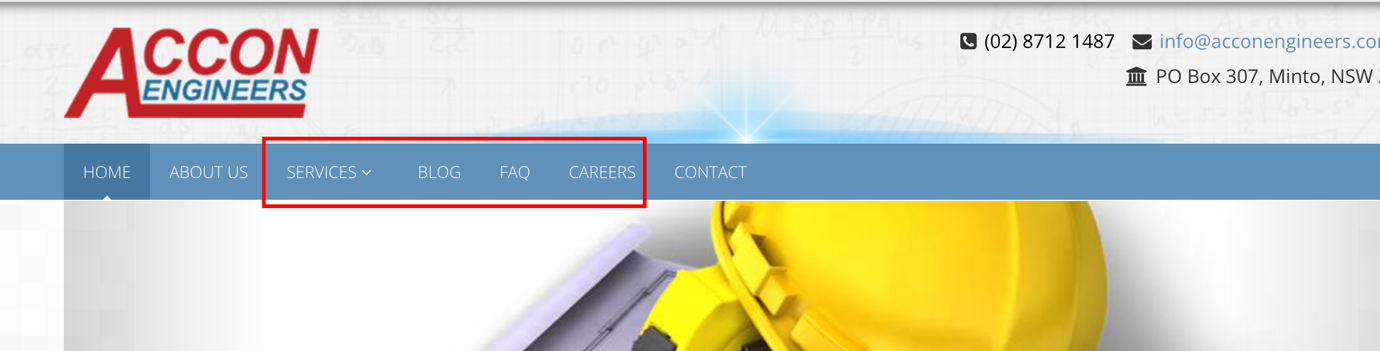 ACCON
ENGINEERS
(02) 8712 1487 info@acconengineers.co
PO Box 307, Minto, NSW
HOME ABOUT US SERVICES BLOG FAQ CAREERS CONTACT